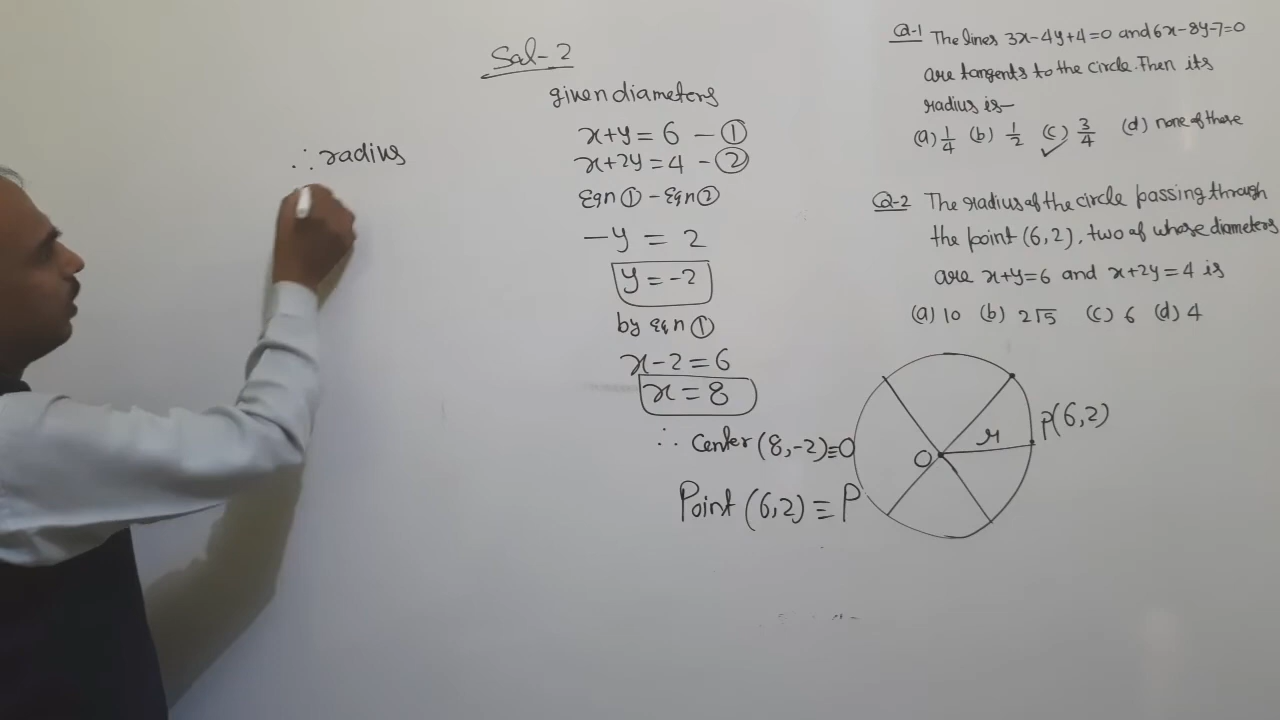 Sol-2
given diameters
x+y = 6 — ①
x+2y = 4 - ②
Eqn ① - Eqn ②
-y = 2
y = -2
by eqn ①
x-2 = 6
x = 8
∴ Center (8,-2) ≡ O
Point (6,2) ≡ P
∴ radius
Q-1 The lines 3x-4y+4=0 and 6x-8y-7=0
are tangents to the circle. Then its
radius is-
(a) 1/4 (b) 1/2 (c) 3/4 (d) none of these
✓
Q-2 The radius of the circle passing through
the point (6,2), two of whose diameters
are x+y=6 and x+2y=4 is
(a) 10 (b) 2√5 (c) 6 (d) 4
P(6,2)
r
O